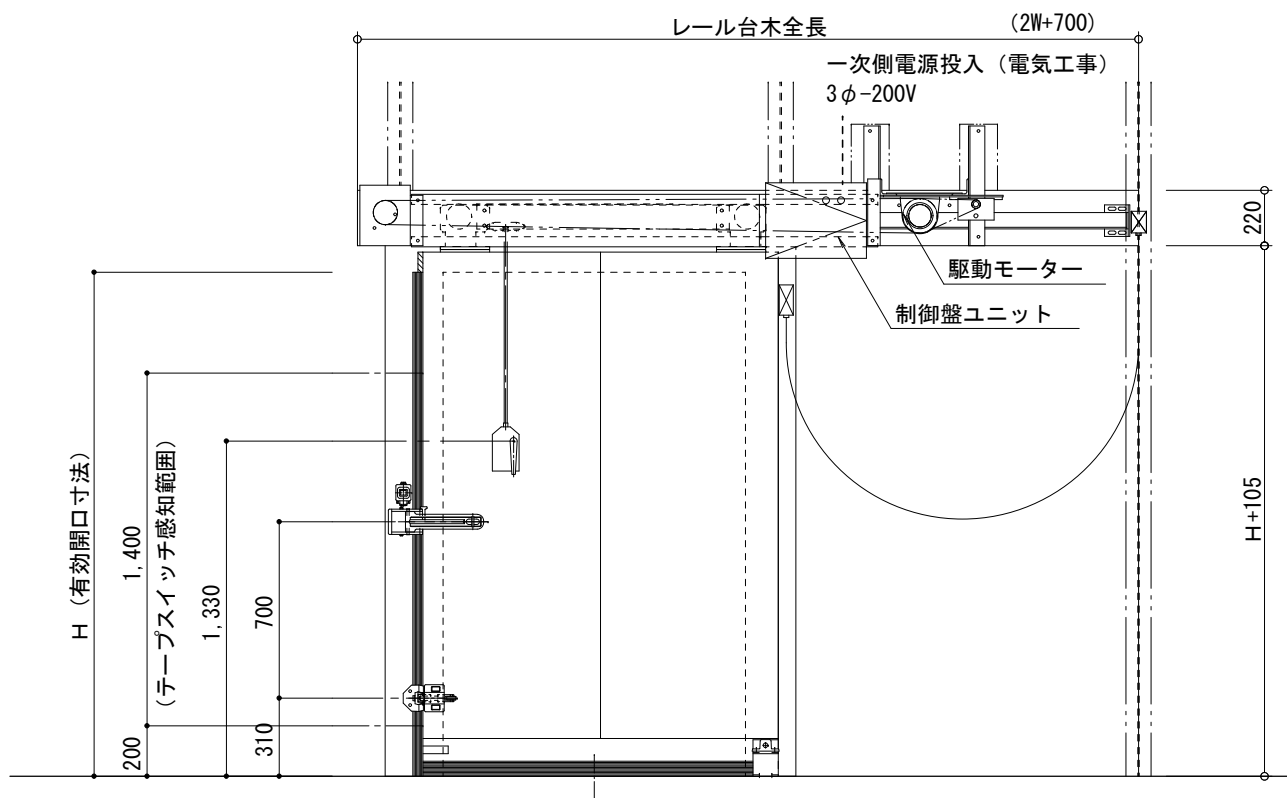 レール台木全長 (2W+700)
一次側電源投入（電気工事）
3φ-200V
220
駆動モーター
制御盤ユニット
H（有効開口寸法）
1,400
（テープスイッチ感知範囲）
1,330
700
H+105
200
310